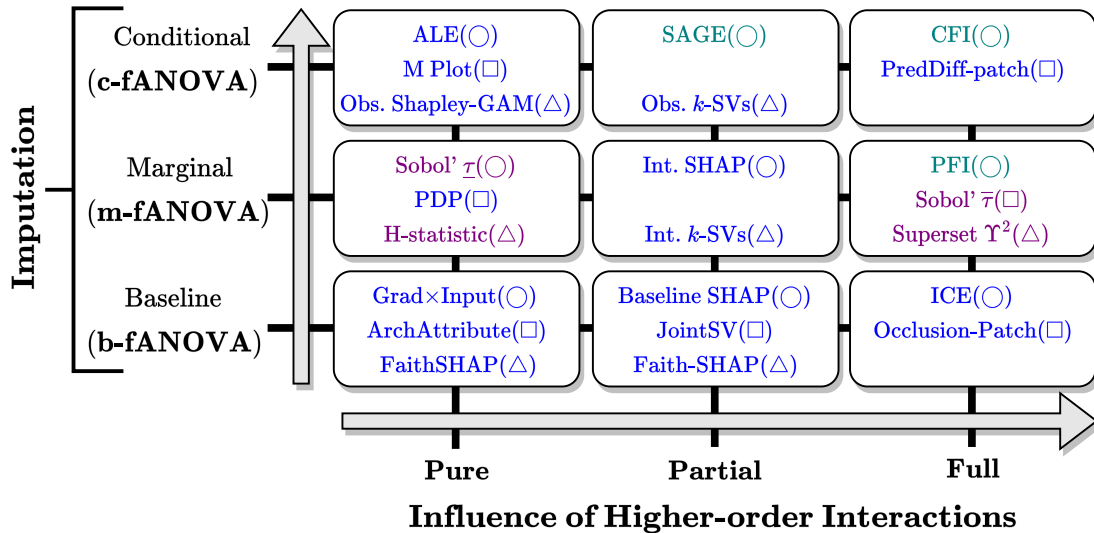 Imputation
Conditional
(c-fANOVA)
ALE(○)
M Plot(□)
Obs. Shapley-GAM(△)
SAGE(○)
Obs. k-SVs(△)
CFI(○)
PredDiff-patch(□)
Marginal
(m-fANOVA)
Sobol' τ̲(○)
PDP(□)
H-statistic(△)
Int. SHAP(○)
Int. k-SVs(△)
PFI(○)
Sobol' τ̅(□)
Superset ϒ²(△)
Baseline
(b-fANOVA)
Grad×Input(○)
ArchAttribute(□)
FaithSHAP(△)
Baseline SHAP(○)
JointSV(□)
Faith-SHAP(△)
ICE(○)
Occlusion-Patch(□)
Pure
Partial
Full
Influence of Higher-order Interactions